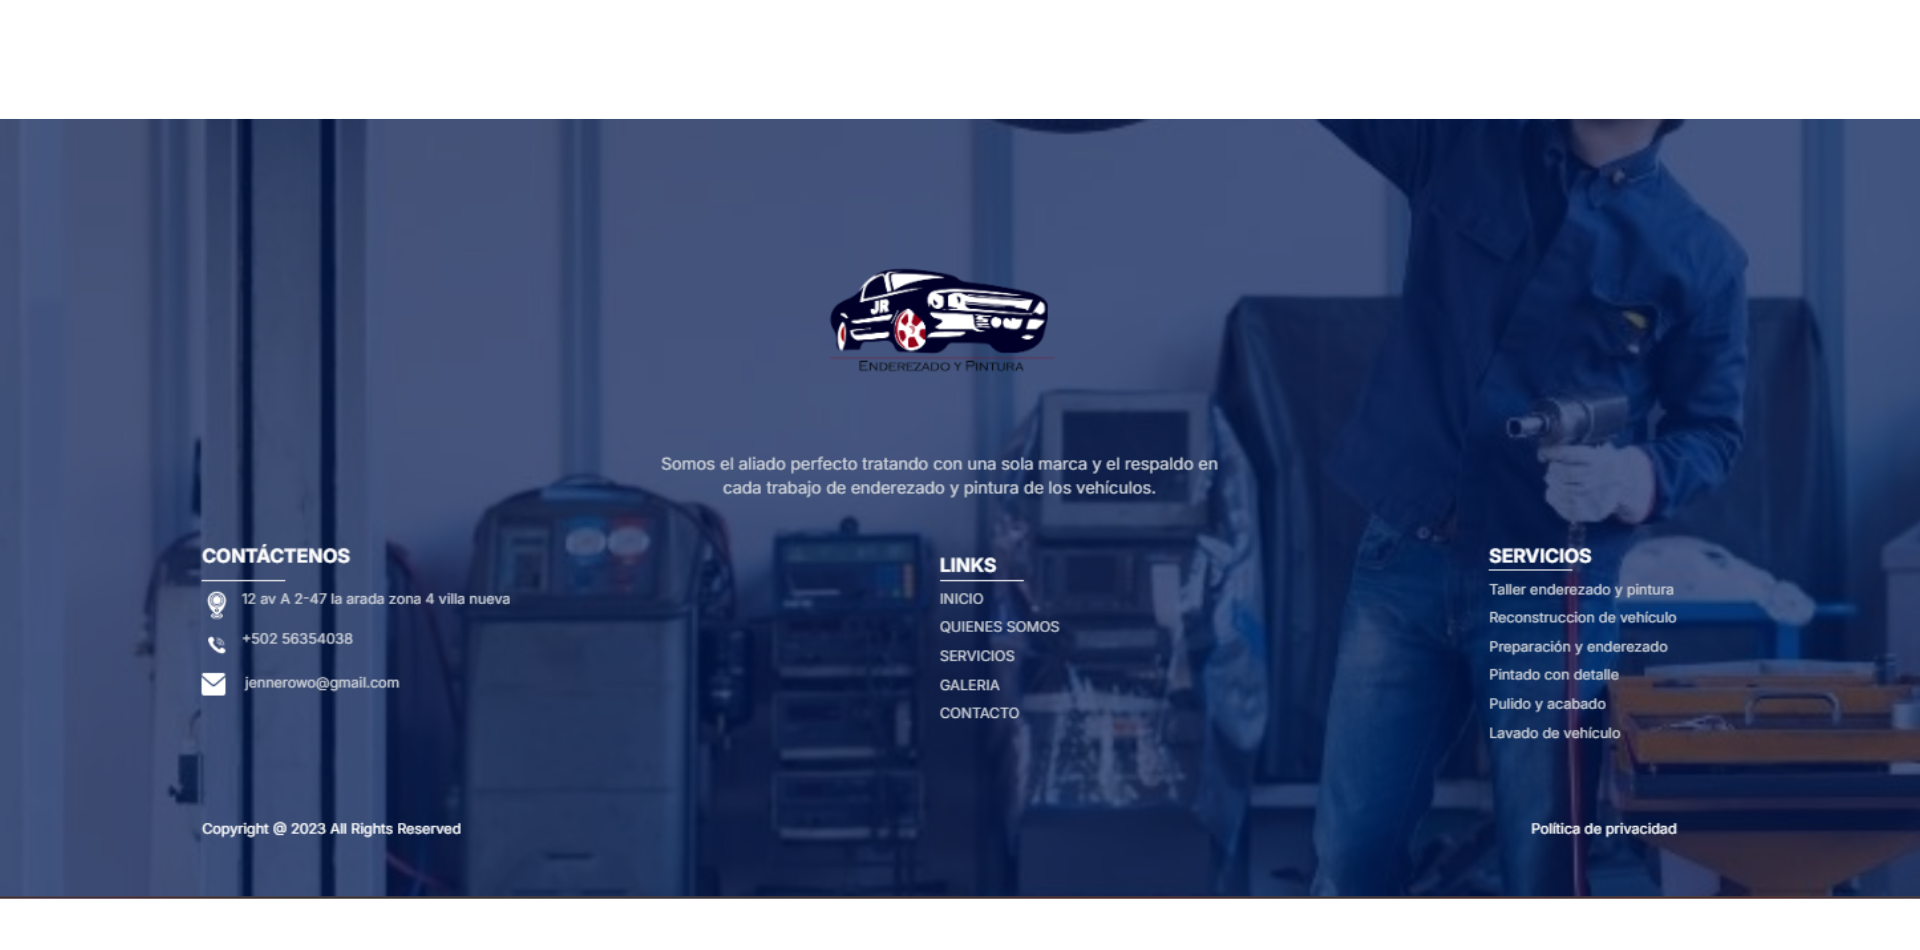 JR
ENDEREZADO Y PINTURA
Somos el aliado perfecto tratando con una sola marca y el respaldo en
cada trabajo de enderezado y pintura de los vehículos.
CONTÁCTENOS
12 av A 2-47 la arada zona 4 villa nueva
+502 56354038
jennerowo@gmail.com
LINKS
INICIO
QUIENES SOMOS
SERVICIOS
GALERIA
CONTACTO
SERVICIOS
Taller enderezado y pintura
Reconstruccion de vehículo
Preparación y enderezado
Pintado con detalle
Pulido y acabado
Lavado de vehículo
Copyright @ 2023 All Rights Reserved
Política de privacidad